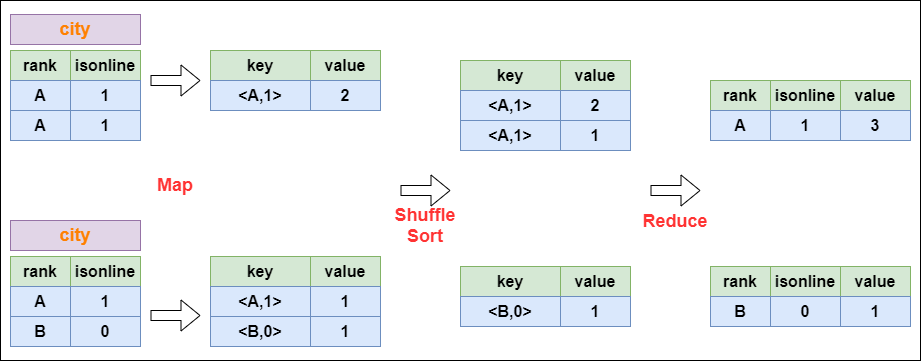 city
rank isonline
A 1
A 1
key value
<A,1> 2
key value
<A,1> 2
<A,1> 1
rank isonline value
A 1 3
Map
Shuffle
Sort
Reduce
city
rank isonline
A 1
B 0
key value
<A,1> 1
<B,0> 1
key value
<B,0> 1
rank isonline value
B 0 1